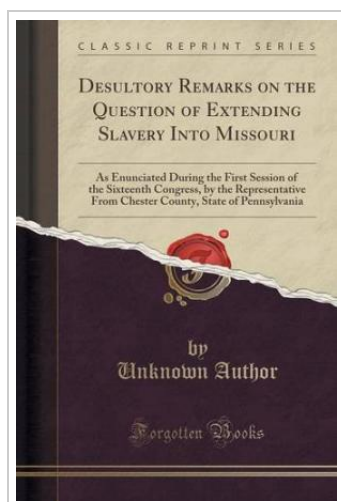 CLASSIC REPRINT SERIES
DESULTORY REMARKS ON THE
QUESTION OF EXTENDING
SLAVERY INTO MISSOURI
As Enunciated During the First Session of
the Sixteenth Congress, by the Representative
From Chester County, State of Pennsylvania
by
Unknown Author
Forgotten Books